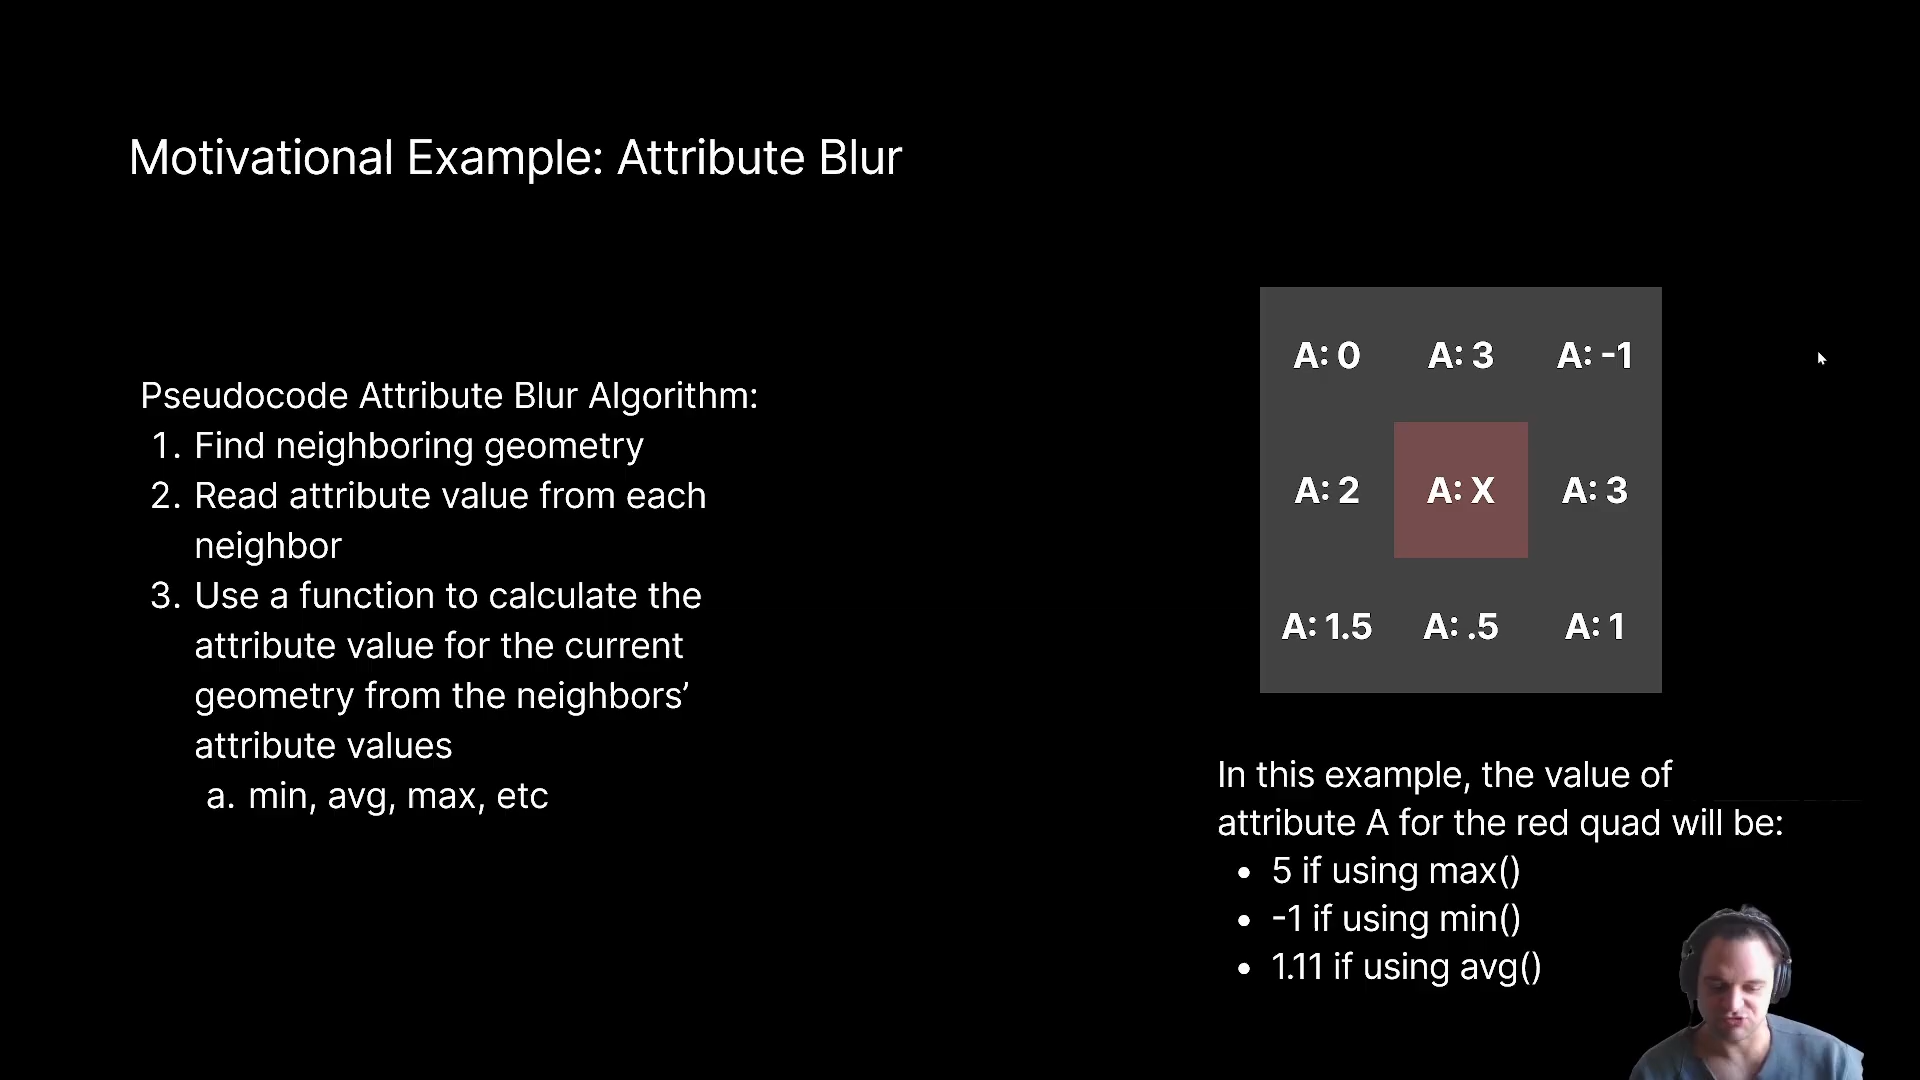 Motivational Example: Attribute Blur
Pseudocode Attribute Blur Algorithm:
1. Find neighboring geometry
2. Read attribute value from each
neighbor
3. Use a function to calculate the
attribute value for the current
geometry from the neighbors’
attribute values
a. min, avg, max, etc
A: 0 A: 3 A: -1
A: 2 A: X A: 3
A: 1.5 A: .5 A: 1
In this example, the value of
attribute A for the red quad will be:
• 5 if using max()
• -1 if using min()
• 1.11 if using avg()